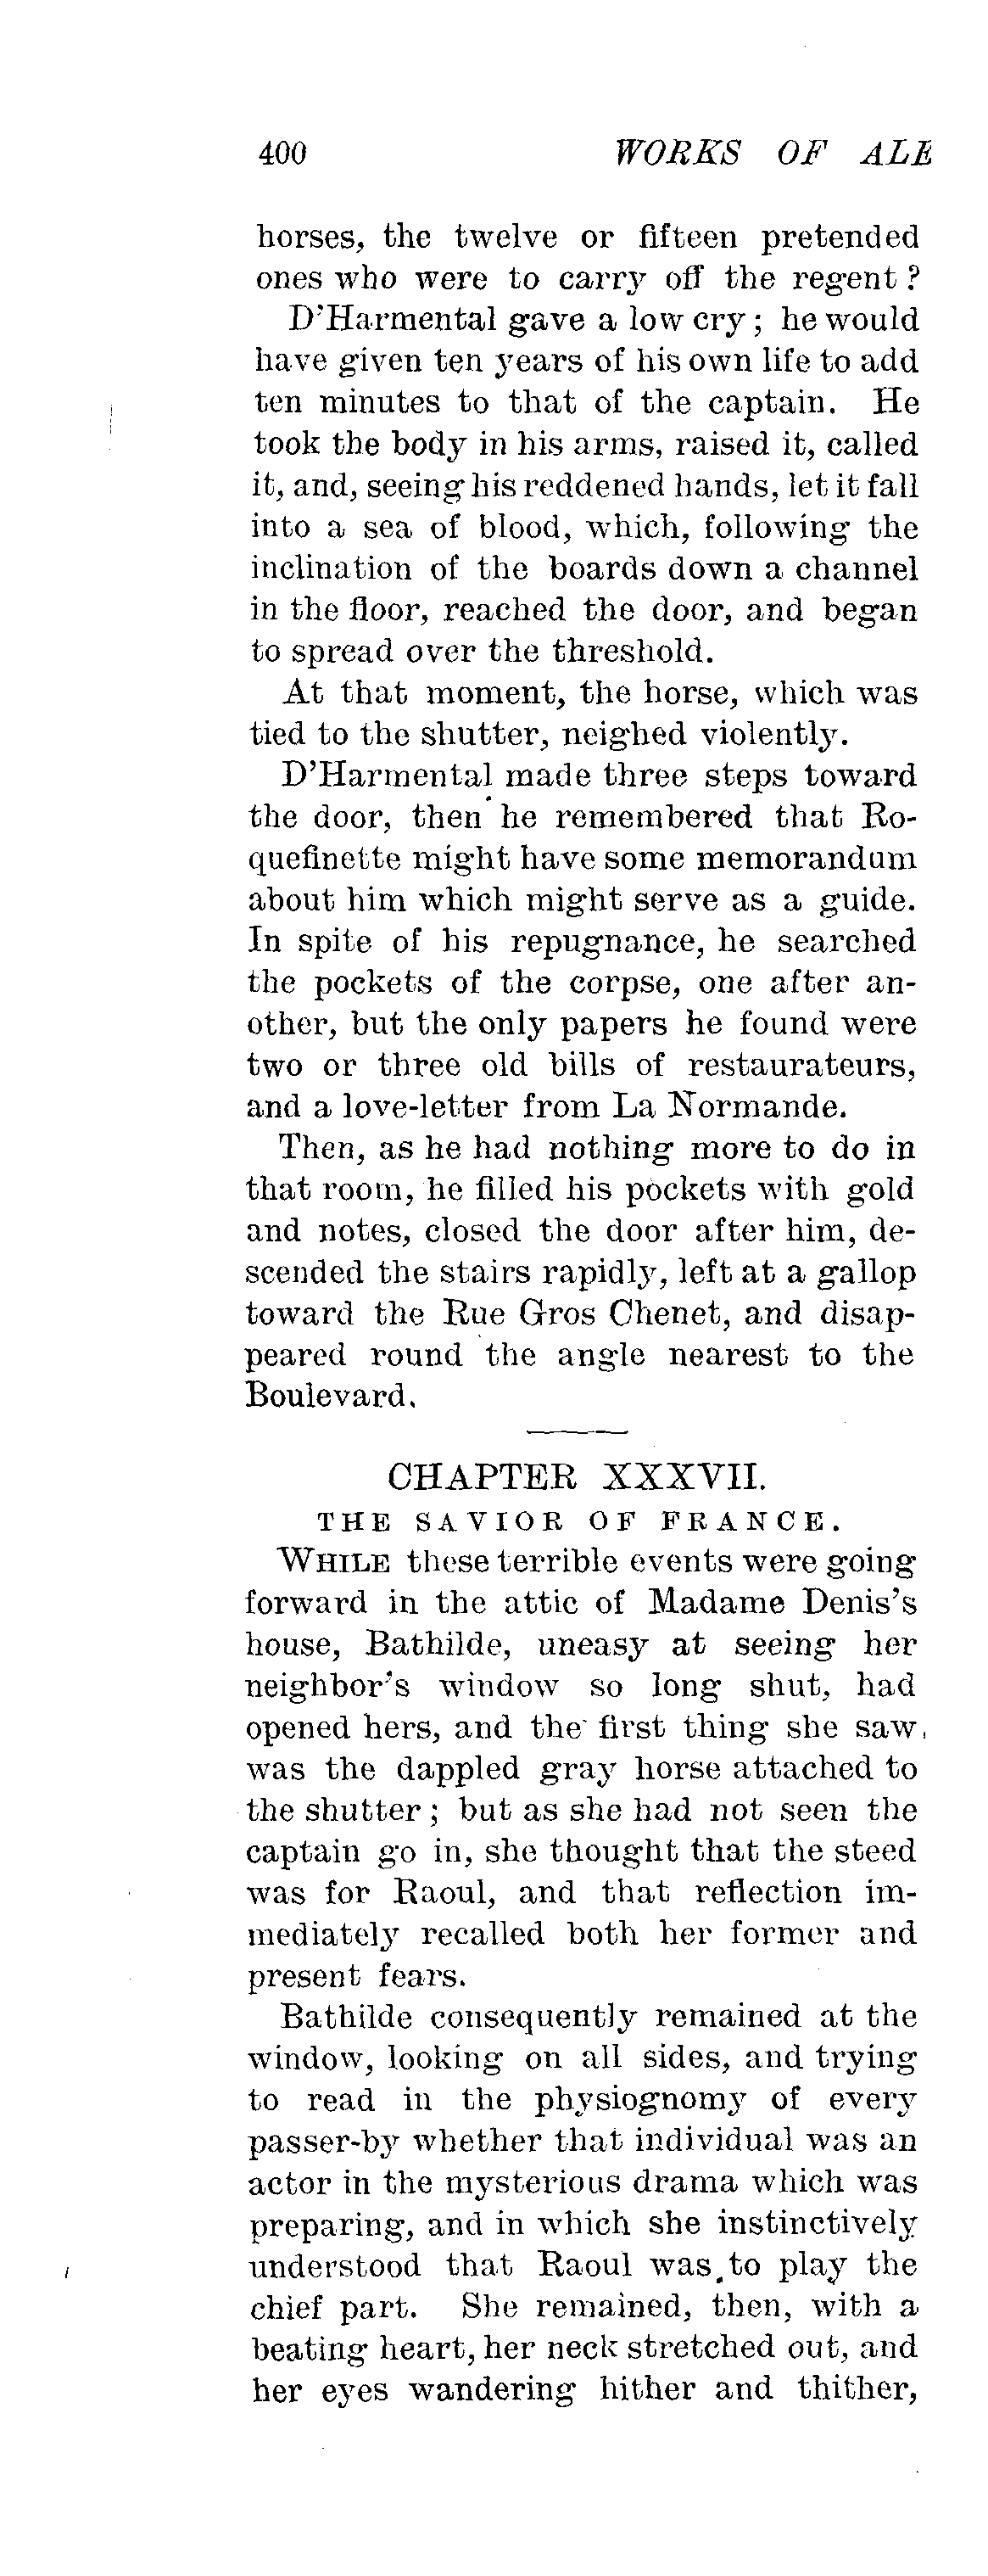 400 WORKS OF ALE
horses, the twelve or fifteen pretended
ones who were to carry off the regent?
D'Harmental gave a low cry; he would
have given ten years of his own life to add
ten minutes to that of the captain. He
took the body in his arms, raised it, called
it, and, seeing his reddened hands, let it fall
into a sea of blood, which, following the
inclination of the boards down a channel
in the floor, reached the door, and began
to spread over the threshold.
At that moment, the horse, which was
tied to the shutter, neighed violently.
D'Harmental made three steps toward
the door, then he remembered that Ro-
quefinette might have some memorandum
about him which might serve as a guide.
In spite of his repugnance, he searched
the pockets of the corpse, one after an-
other, but the only papers he found were
two or three old bills of restaurateurs,
and a love-letter from La Normande.
Then, as he had nothing more to do in
that room, he filled his pockets with gold
and notes, closed the door after him, de-
scended the stairs rapidly, left at a gallop
toward the Rue Gros Chenet, and disap-
peared round the angle nearest to the
Boulevard.
CHAPTER XXXVII.
THE SAVIOR OF FRANCE.
WHILE these terrible events were going
forward in the attic of Madame Denis's
house, Bathilde, uneasy at seeing her
neighbor's window so long shut, had
opened hers, and the first thing she saw,
was the dappled gray horse attached to
the shutter; but as she had not seen the
captain go in, she thought that the steed
was for Raoul, and that reflection im-
mediately recalled both her former and
present fears.
Bathilde consequently remained at the
window, looking on all sides, and trying
to read in the physiognomy of every
passer-by whether that individual was an
actor in the mysterious drama which was
preparing, and in which she instinctively
understood that Raoul was to play the
chief part. She remained, then, with a
beating heart, her neck stretched out, and
her eyes wandering hither and thither,